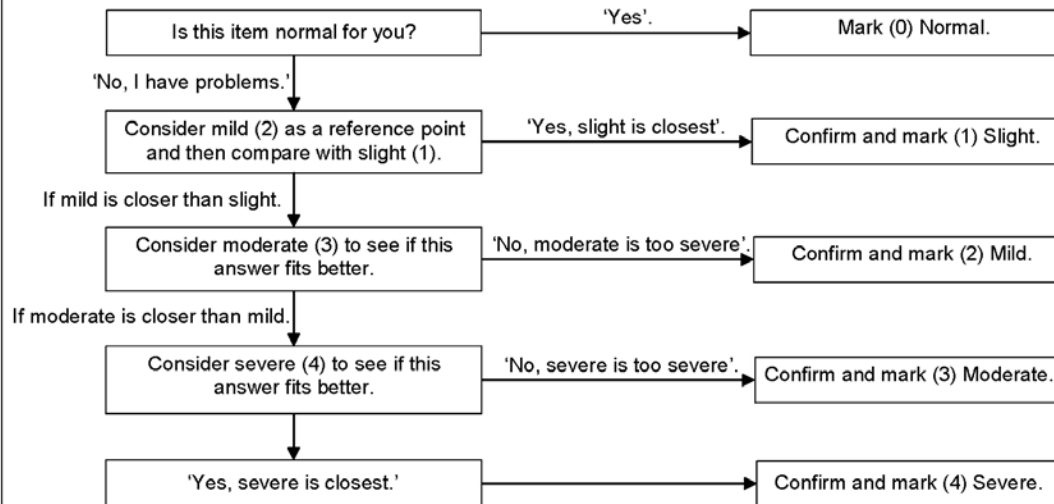 Is this item normal for you?
‘Yes’.
Mark (0) Normal.
‘No, I have problems.’
Consider mild (2) as a reference point
and then compare with slight (1).
‘Yes, slight is closest’.
Confirm and mark (1) Slight.
If mild is closer than slight.
Consider moderate (3) to see if this
answer fits better.
‘No, moderate is too severe’.
Confirm and mark (2) Mild.
If moderate is closer than mild.
Consider severe (4) to see if this
answer fits better.
‘No, severe is too severe’.
Confirm and mark (3) Moderate.
‘Yes, severe is closest.’
Confirm and mark (4) Severe.